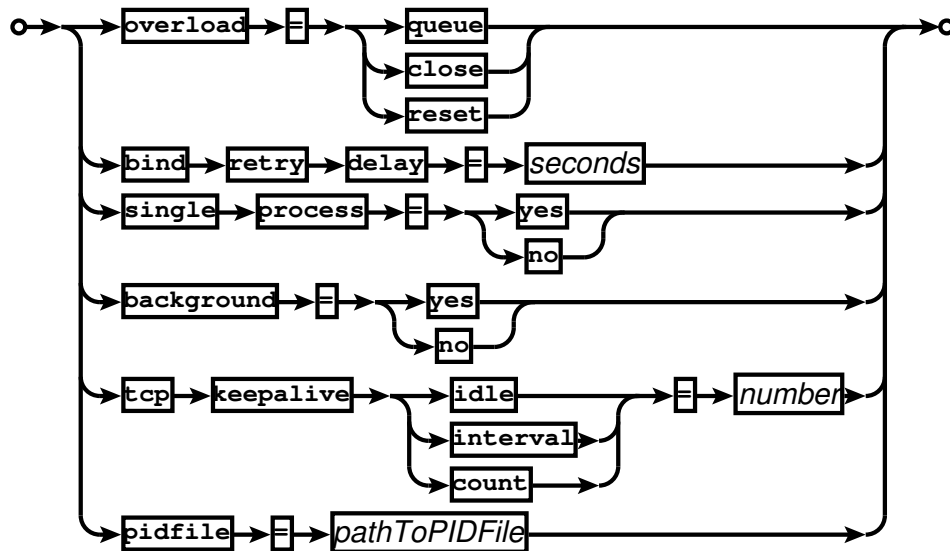 overload = queue
close
reset
bind retry delay = seconds
single process = yes
no
background = yes
no
tcp keepalive idle = number
interval
count
pidfile = pathToPIDFile